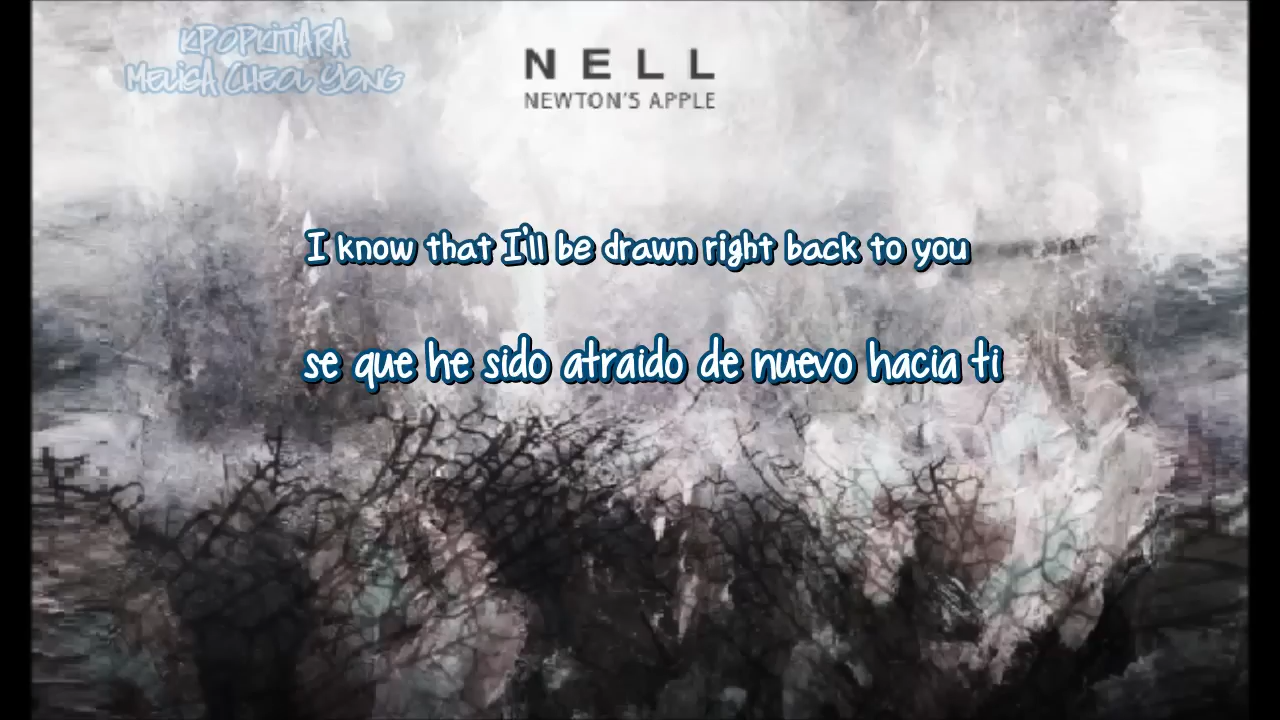 KPOPKITIARA
MELISA CHEOL YONG
NELL
NEWTON'S APPLE
I know that I'll be drawn right back to you
se que he sido atraido de nuevo hacia ti